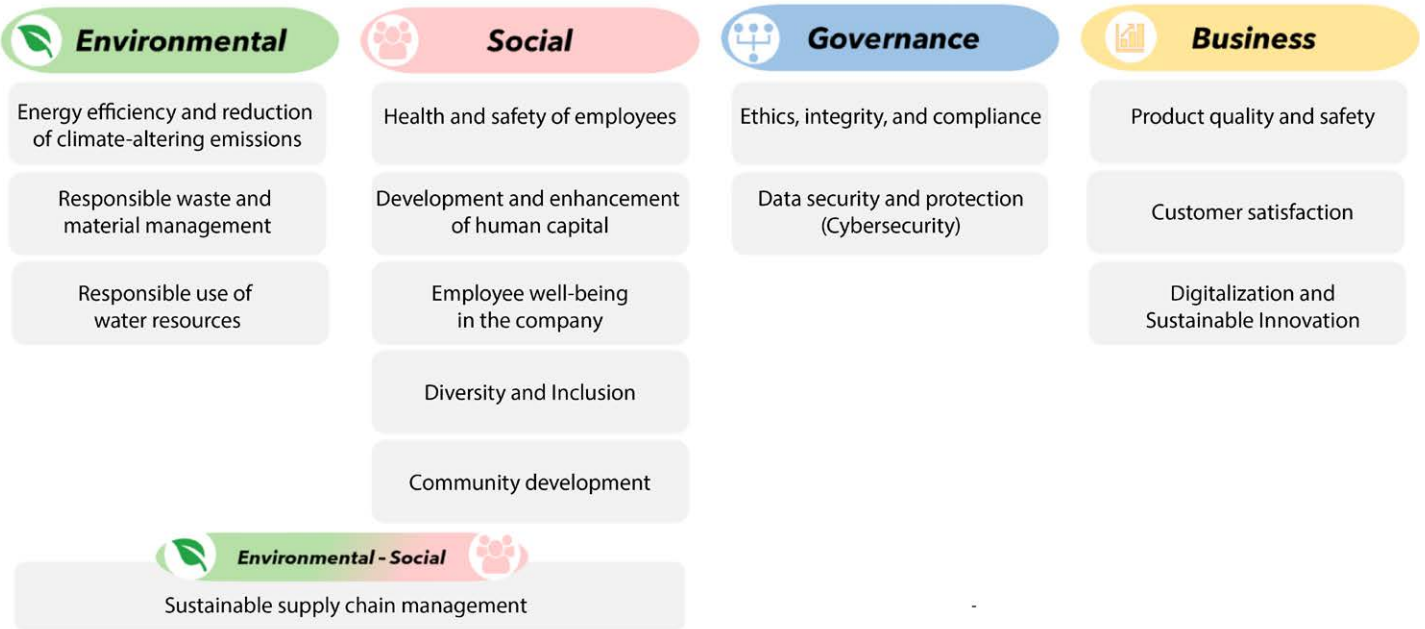 Environmental
Energy efficiency and reduction
of climate-altering emissions
Responsible waste and
material management
Responsible use of
water resources
Social
Health and safety of employees
Development and enhancement
of human capital
Employee well-being
in the company
Diversity and Inclusion
Community development
Environmental - Social
Sustainable supply chain management
Governance
Ethics, integrity, and compliance
Data security and protection
(Cybersecurity)
-
Business
Product quality and safety
Customer satisfaction
Digitalization and
Sustainable Innovation